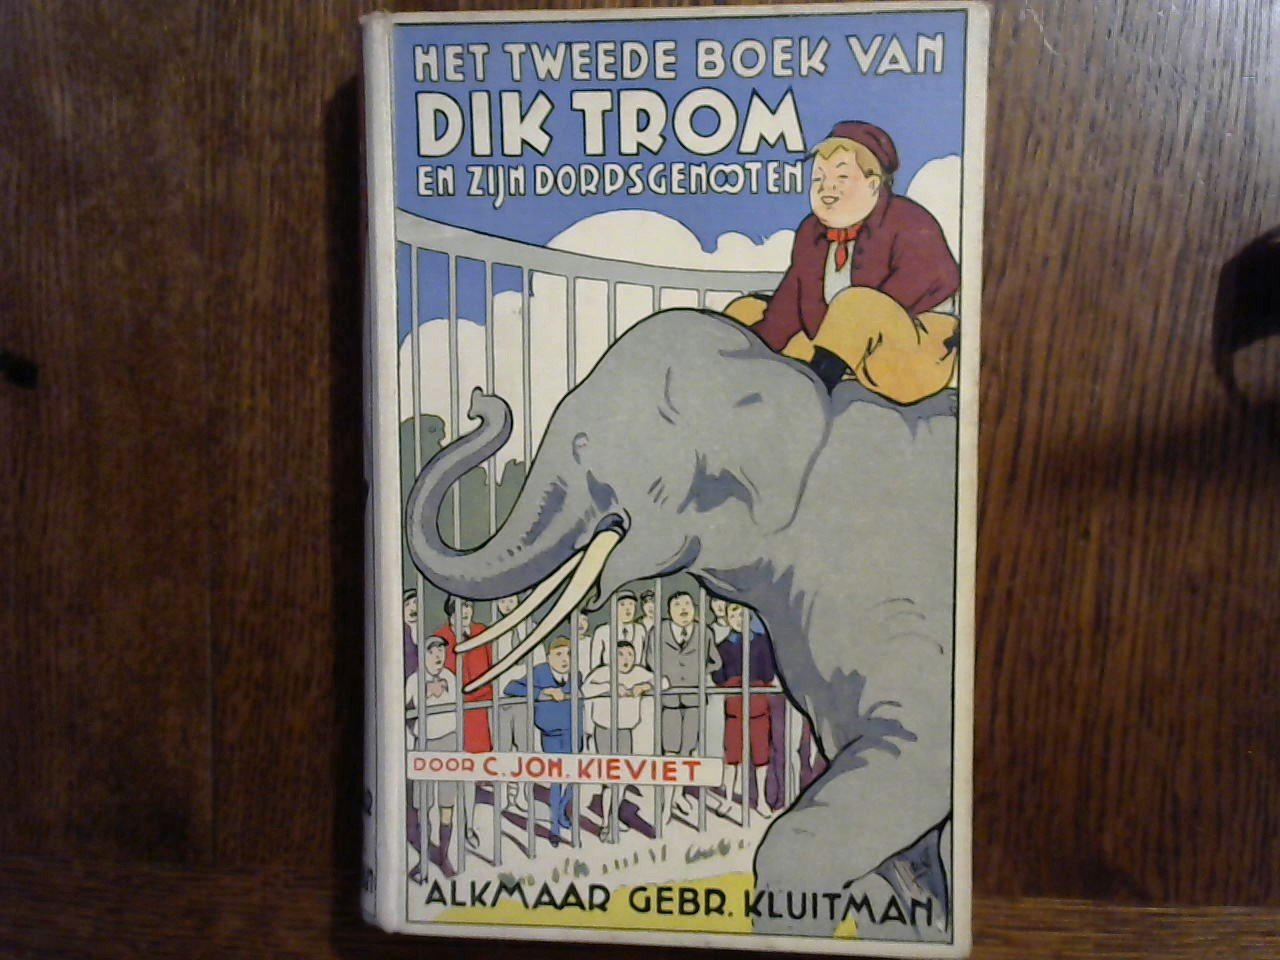 HET TWEEDE BOEK VAN
DIK TROM
EN ZIJN DORPSGENOOTEN
DOOR C. JOH. KIEVIET
ALKMAAR GEBR. KLUITMAN